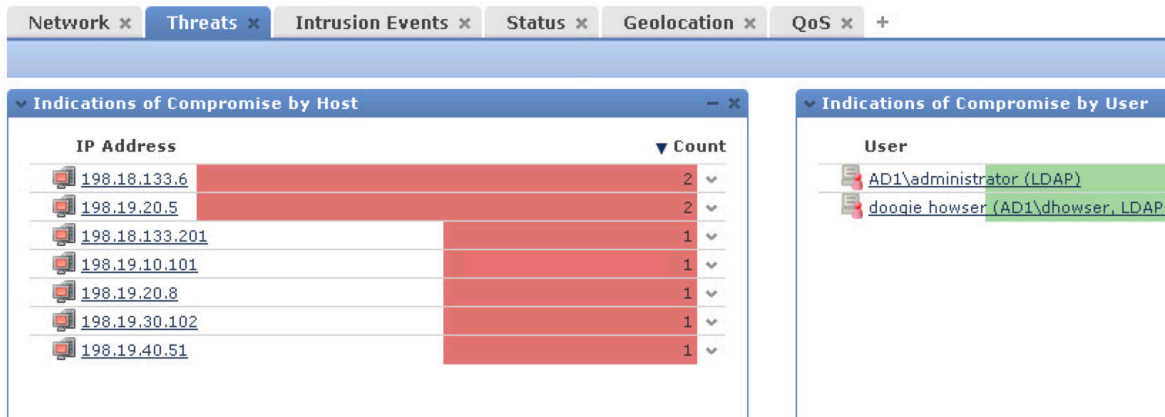 Network × Threats × Intrusion Events × Status × Geolocation × QoS × +
Indications of Compromise by Host
IP Address Count
198.18.133.6 2
198.19.20.5 2
198.18.133.201 1
198.19.10.101 1
198.19.20.8 1
198.19.30.102 1
198.19.40.51 1
Indications of Compromise by User
User
AD1\administrator (LDAP)
doogie howser (AD1\dhowser, LDAP